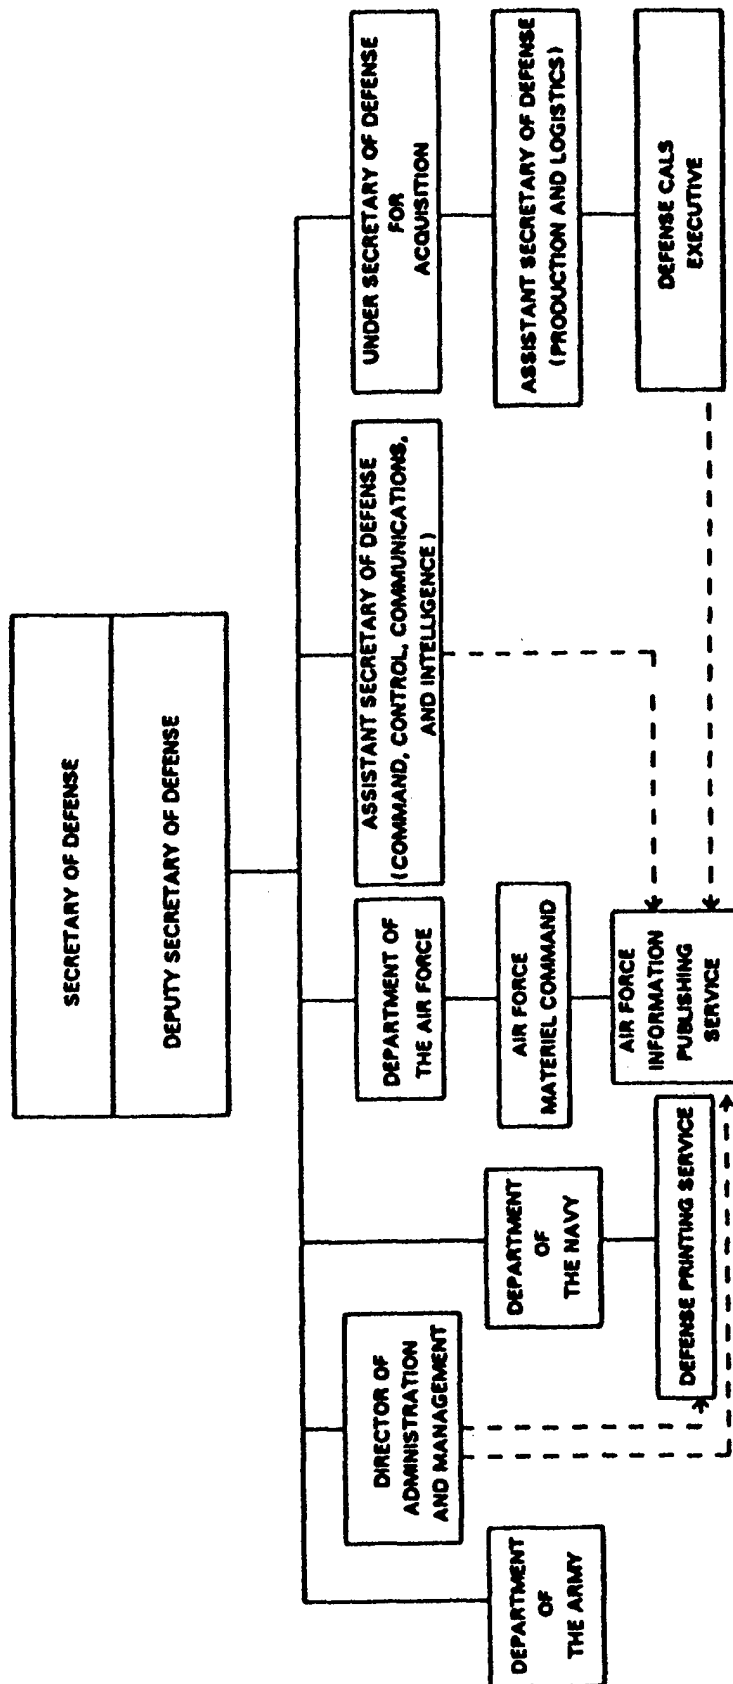 SECRETARY OF DEFENSE
DEPUTY SECRETARY OF DEFENSE
DEPARTMENT
OF
THE ARMY
DIRECTOR OF
ADMINISTRATION
AND MANAGEMENT
DEPARTMENT
OF
THE NAVY
DEFENSE PRINTING SERVICE
DEPARTMENT OF
THE AIR FORCE
AIR FORCE
MATERIEL COMMAND
AIR FORCE
INFORMATION
PUBLISHING
SERVICE
ASSISTANT SECRETARY OF DEFENSE
(COMMAND, CONTROL, COMMUNICATIONS,
AND INTELLIGENCE)
UNDER SECRETARY OF DEFENSE
FOR
ACQUISITION
ASSISTANT SECRETARY OF DEFENSE
(PRODUCTION AND LOGISTICS)
DEFENSE CALS
EXECUTIVE